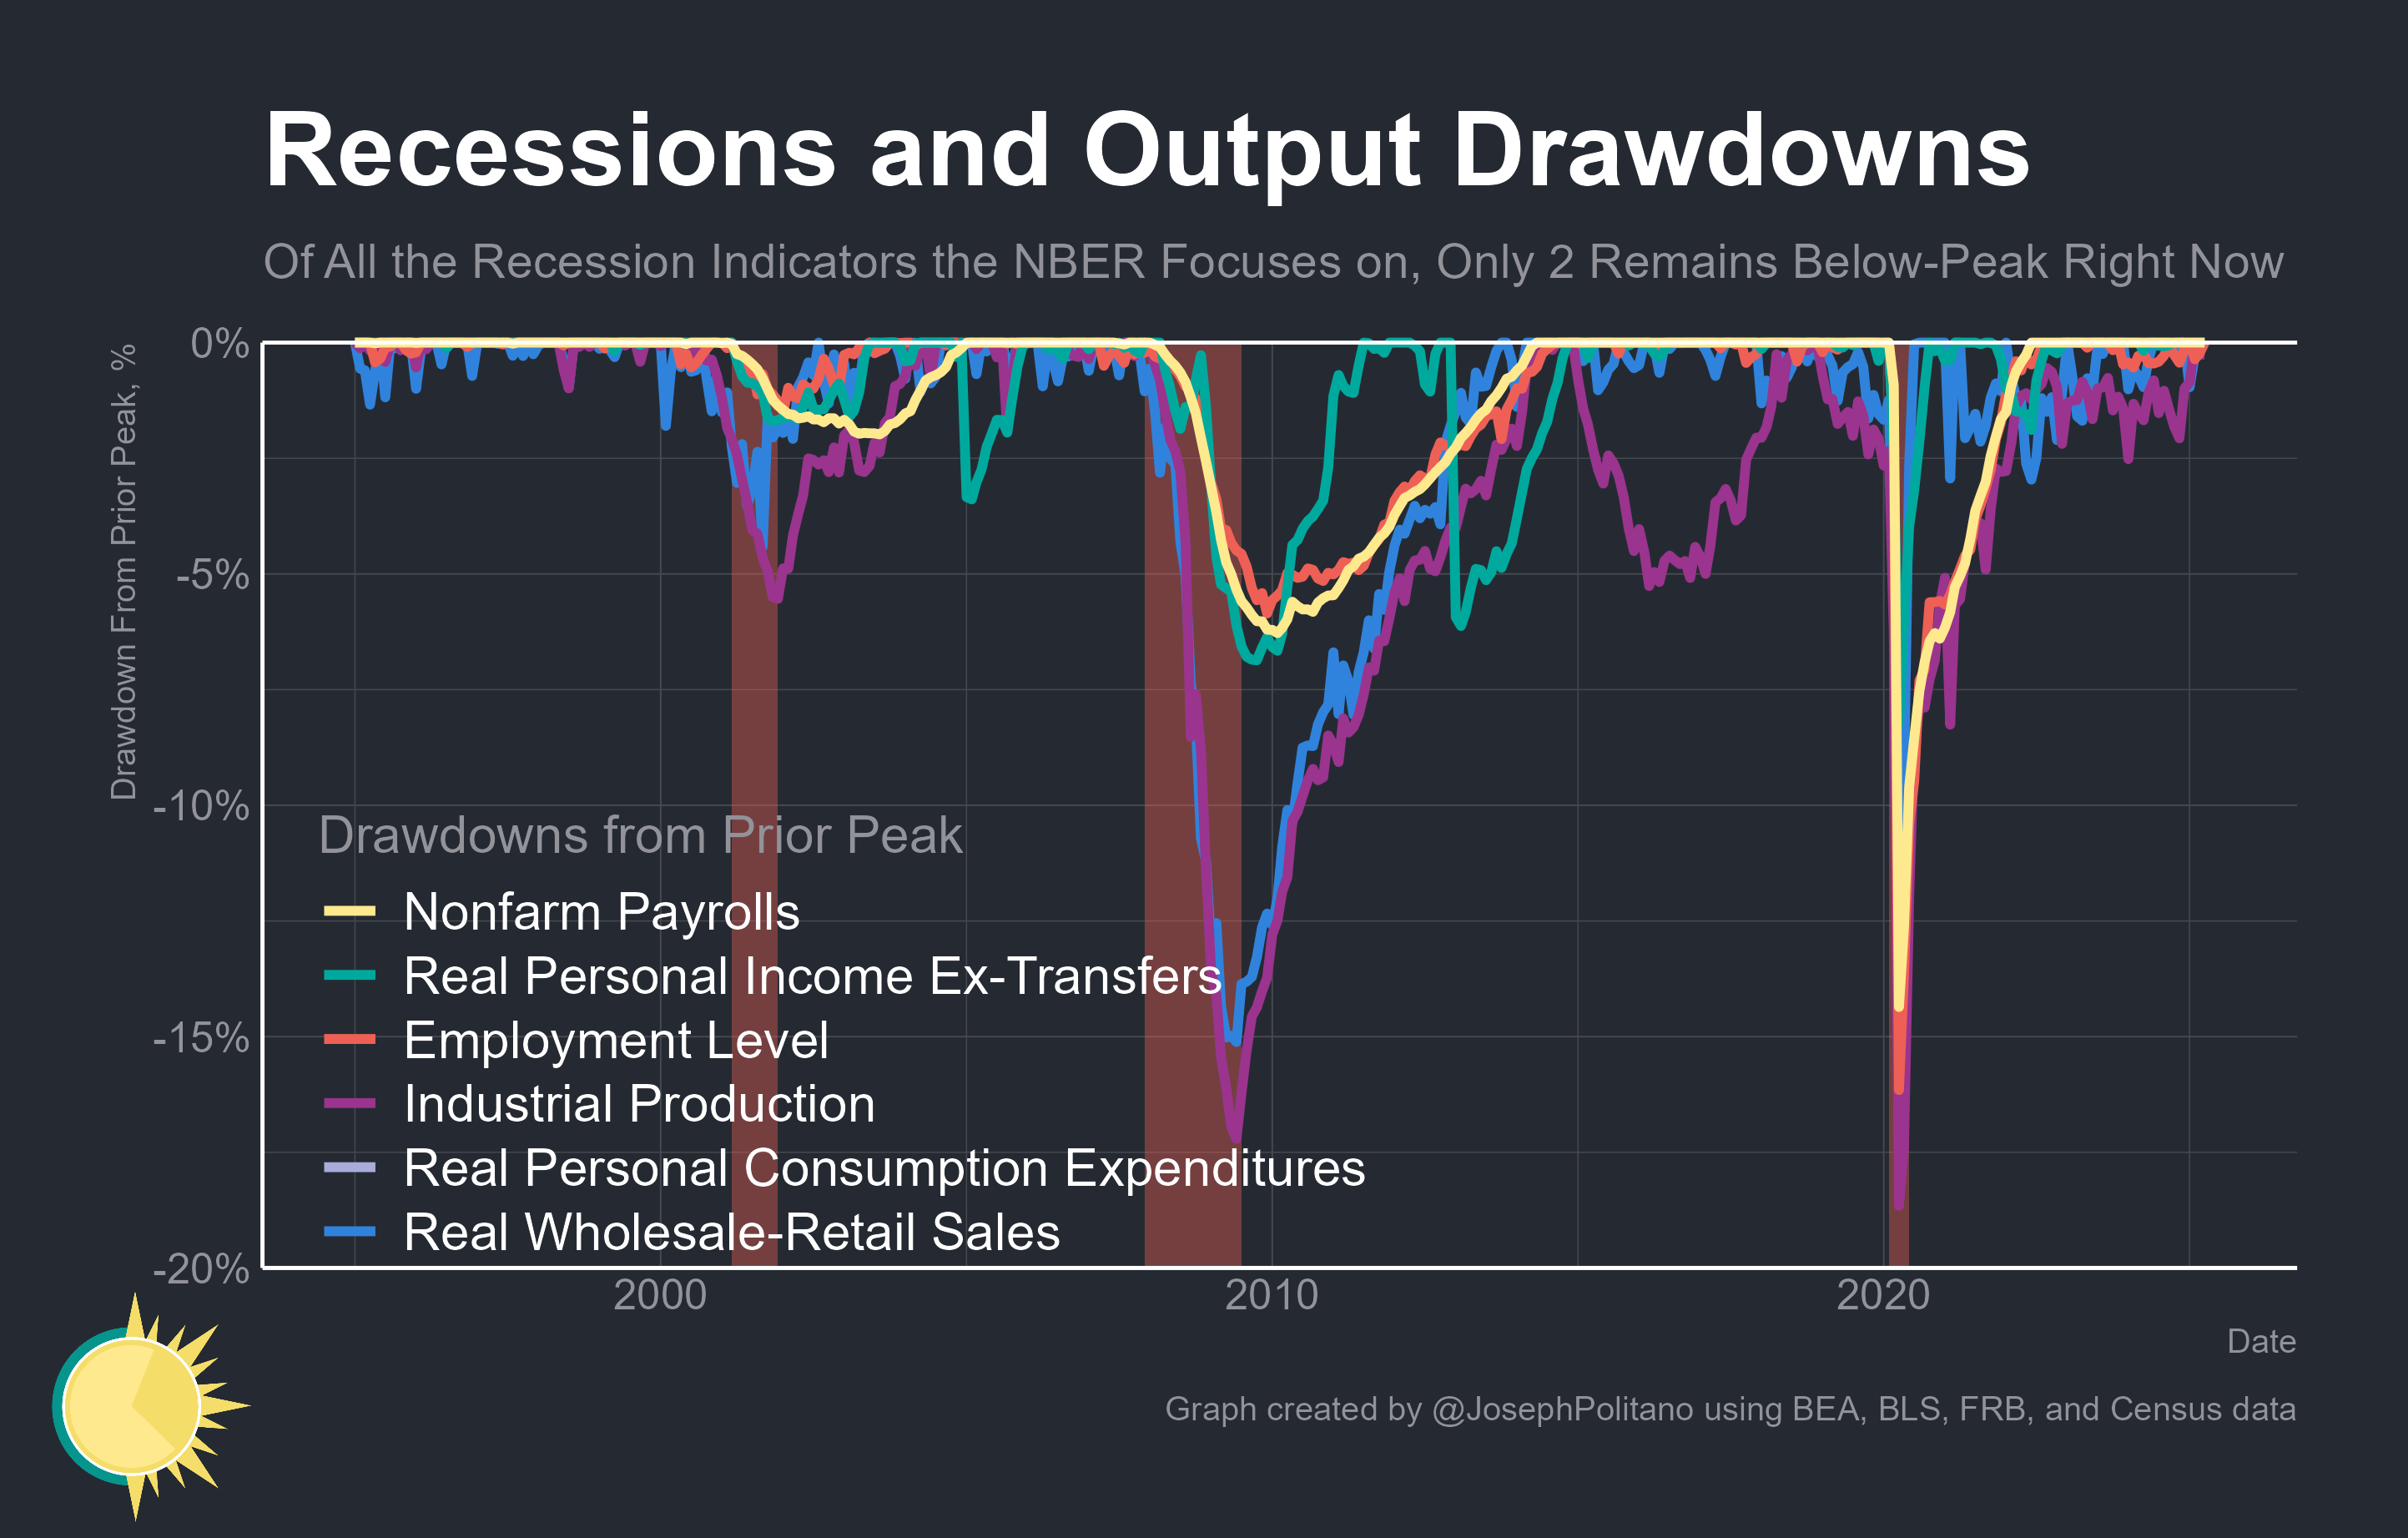 Recessions and Output Drawdowns
Of All the Recession Indicators the NBER Focuses on, Only 2 Remains Below-Peak Right Now
Drawdown From Prior Peak, %
0%
-5%
-10%
-15%
-20%
Drawdowns from Prior Peak
Nonfarm Payrolls
Real Personal Income Ex-Transfers
Employment Level
Industrial Production
Real Personal Consumption Expenditures
Real Wholesale-Retail Sales
2000
2010
2020
Date
Graph created by @JosephPolitano using BEA, BLS, FRB, and Census data